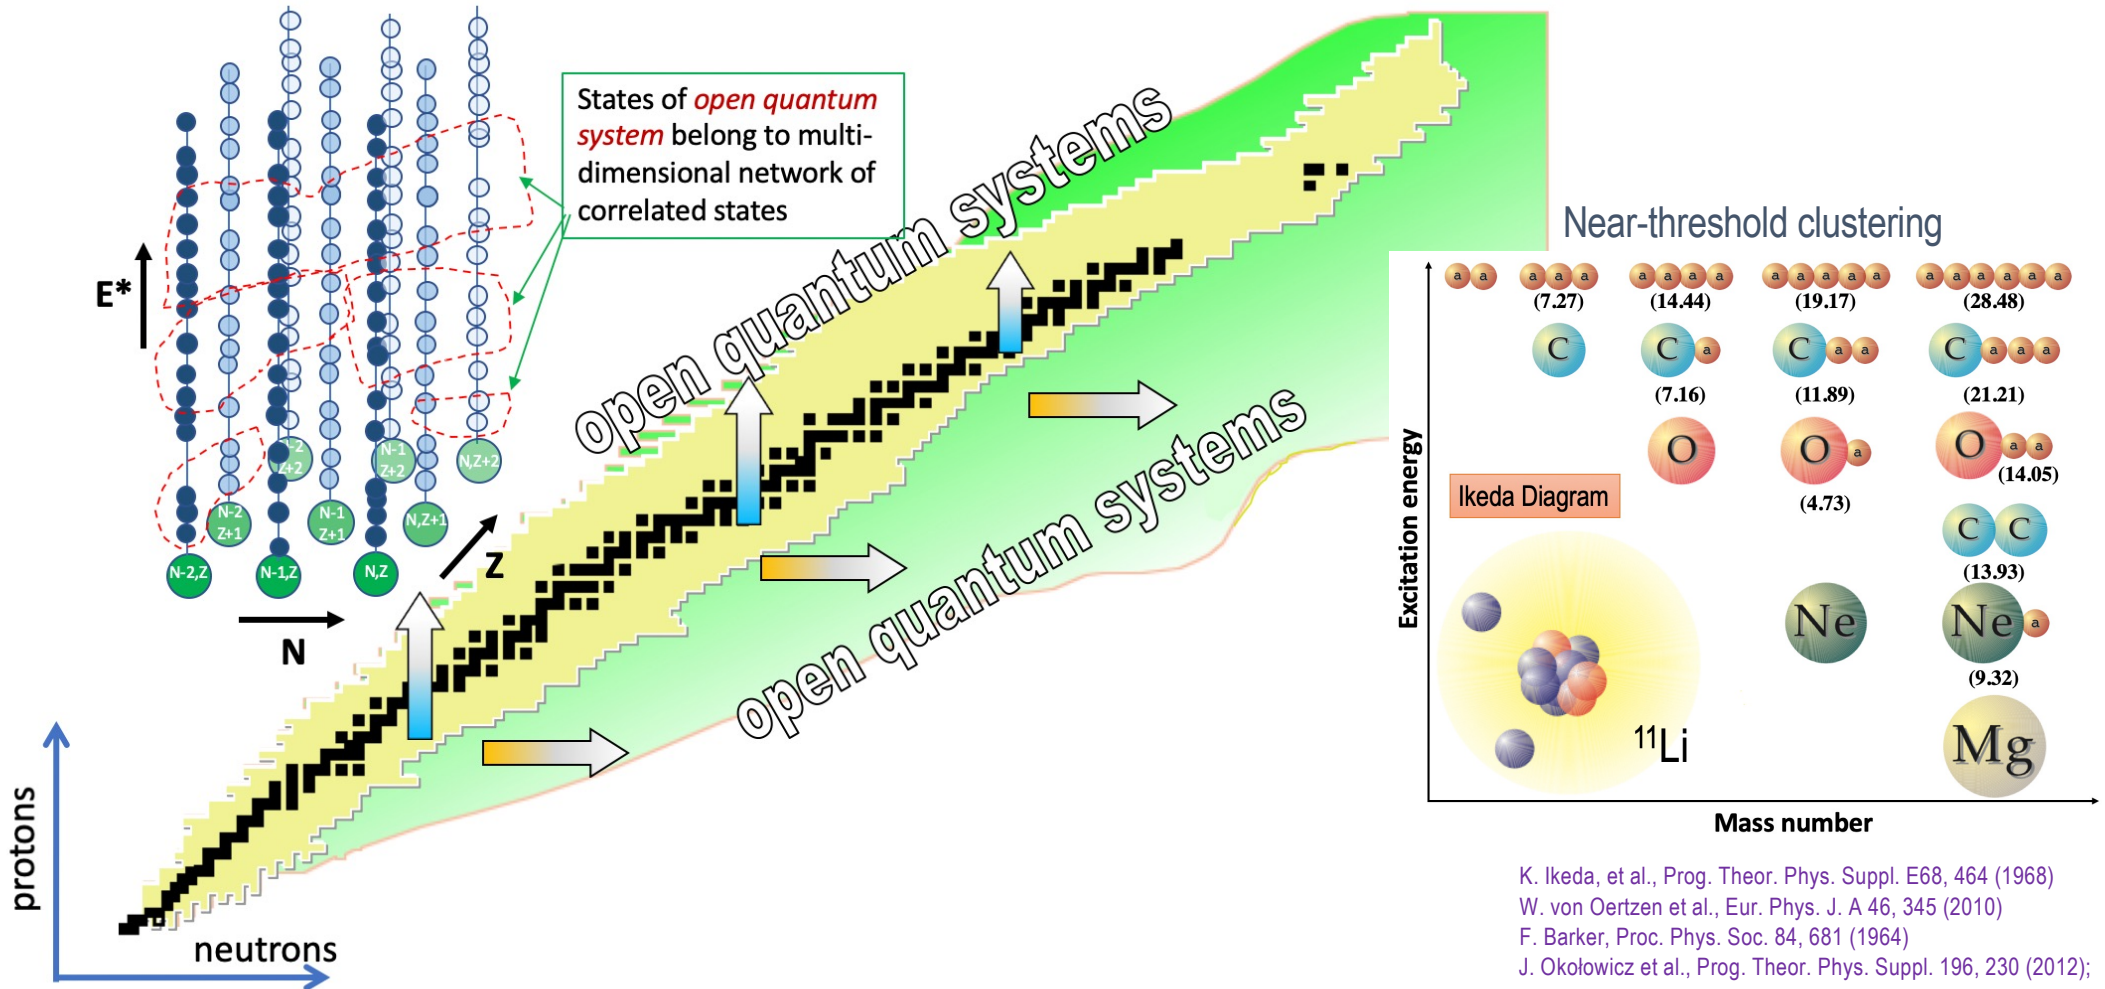 States of open quantum
system belong to multi-
dimensional network of
correlated states
E*
N-2
Z+2
N-1
Z+2
N,Z+2
N-2
Z+1
N-1
Z+1
N,Z+1
N-2,Z
N-1,Z
N,Z
Z
N
open quantum systems
open quantum systems
protons
neutrons
Near-threshold clustering
a a
a a a
a a a a
a a a a a
a a a a a a
(7.27)
(14.44)
(19.17)
(28.48)
C
C a
C a a
C a a a
(7.16)
(11.89)
(21.21)
O
O a
O a a
(14.05)
(4.73)
Ikeda Diagram
C C
(13.93)
Ne
Ne a
(9.32)
Mg
11Li
Excitation energy
Mass number
K. Ikeda, et al., Prog. Theor. Phys. Suppl. E68, 464 (1968)
W. von Oertzen et al., Eur. Phys. J. A 46, 345 (2010)
F. Barker, Proc. Phys. Soc. 84, 681 (1964)
J. Okołowicz et al., Prog. Theor. Phys. Suppl. 196, 230 (2012);